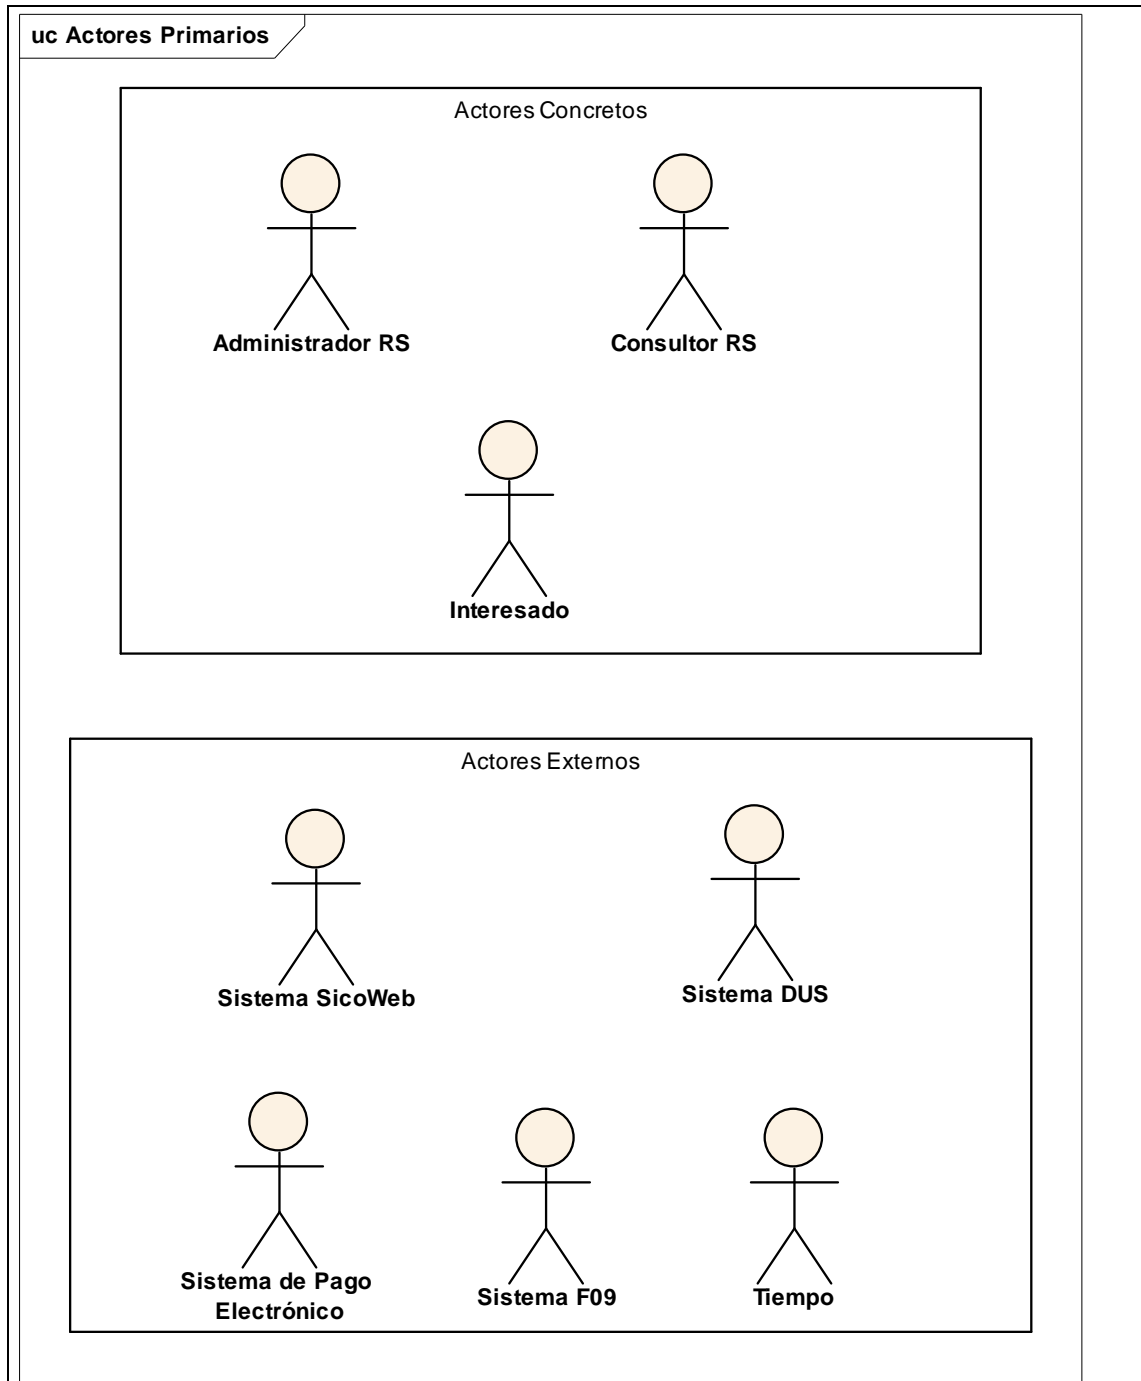 uc Actores Primarios
Actores Concretos
Administrador RS
Consultor RS
Interesado
Actores Externos
Sistema SicoWeb
Sistema DUS
Sistema de Pago
Electrónico
Sistema F09
Tiempo